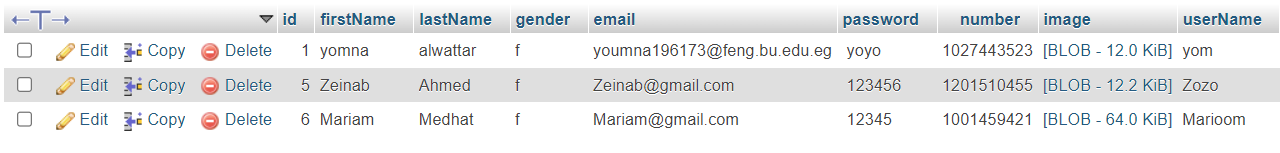 id firstName lastName gender email password number image userName
Edit Copy Delete 1 yomna alwattar f youmna196173@feng.bu.edu.eg yoyo 1027443523 [BLOB - 12.0 KiB] yom
Edit Copy Delete 5 Zeinab Ahmed f Zeinab@gmail.com 123456 1201510455 [BLOB - 12.2 KiB] Zozo
Edit Copy Delete 6 Mariam Medhat f Mariam@gmail.com 12345 1001459421 [BLOB - 64.0 KiB] Marioom